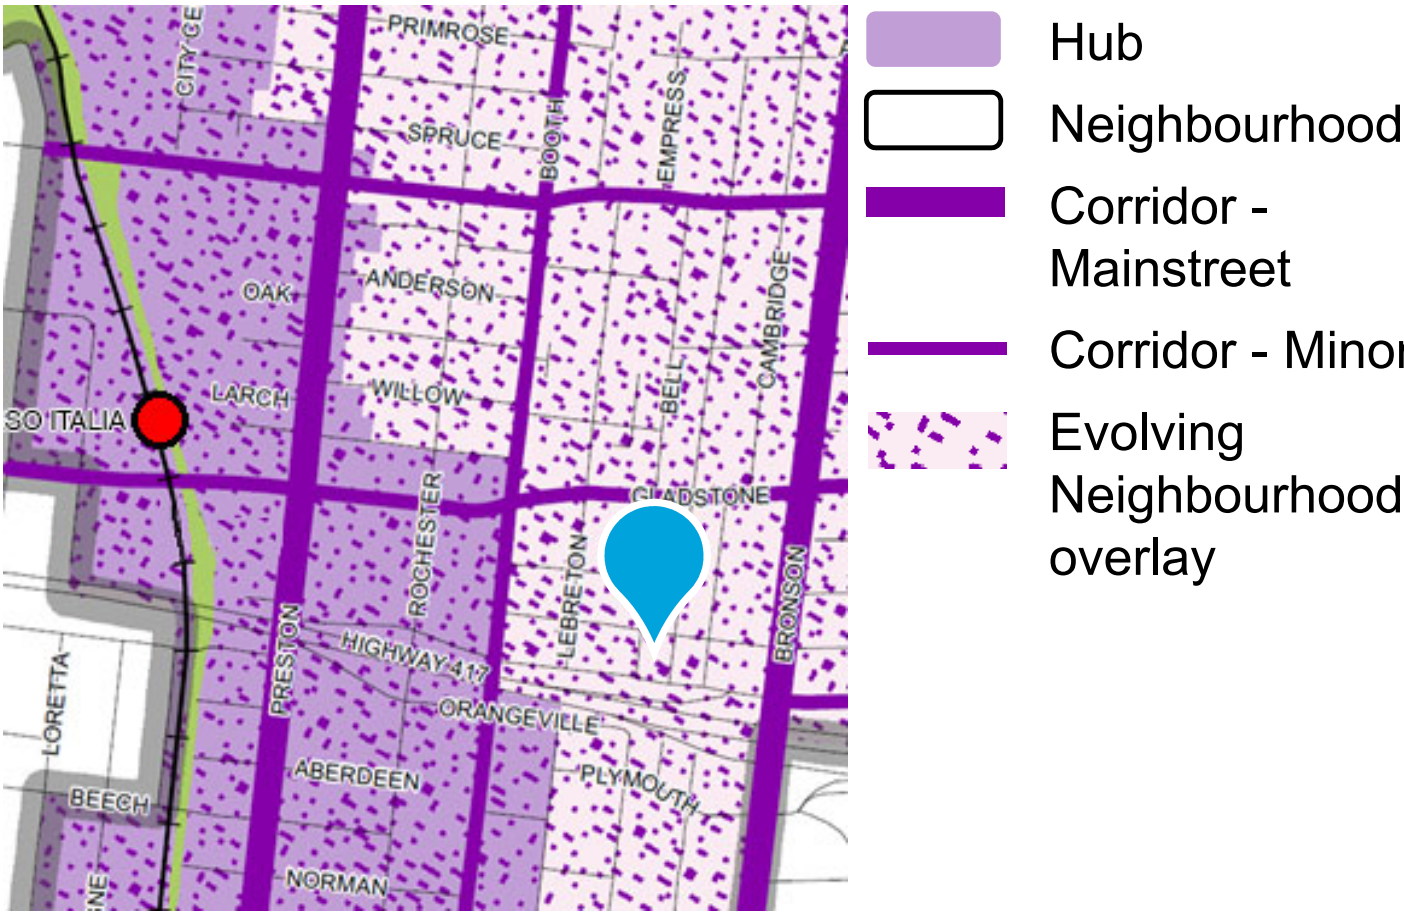 PRIMROSE
CITY CE
SPRUCE
BOOTH
EMPRESS
OAK
ANDERSON
CAMBRIDGE
LARCH
WILLOW
BELL
SO ITALIA
ROCHESTER
GLADSTONE
LEBRETON
BRONSON
PRESTON
HIGHWAY 417
LORETTA
ORANGEVILLE
ABERDEEN
PLYMOUTH
BEECH
NORMAN
GNE
Hub
Neighbourhood
Corridor -
Mainstreet
Corridor - Minor
Evolving
Neighbourhood
overlay